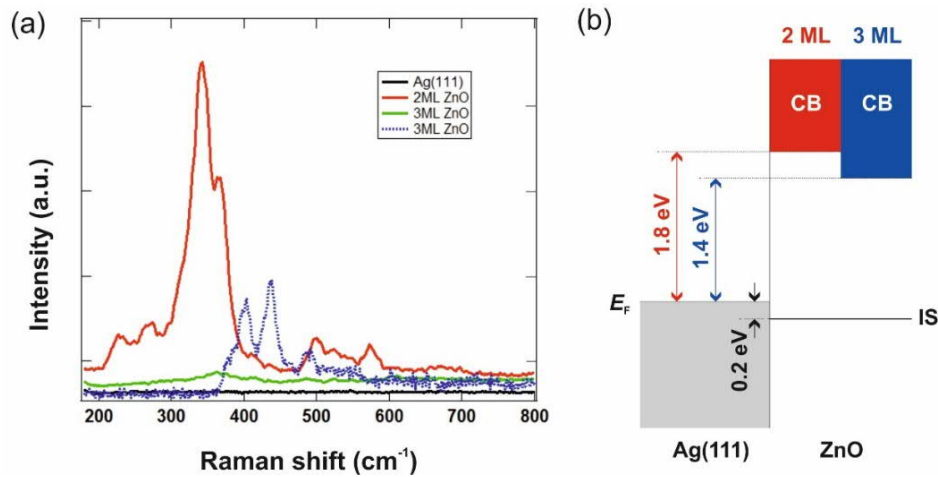 (a)
Intensity (a.u.)
Ag(111)
2ML ZnO
3ML ZnO
3ML ZnO
200 300 400 500 600 700 800
Raman shift (cm⁻¹)
(b)
2 ML 3 ML
CB CB
1.8 eV
1.4 eV
E_F
IS
0.2 eV
Ag(111) ZnO